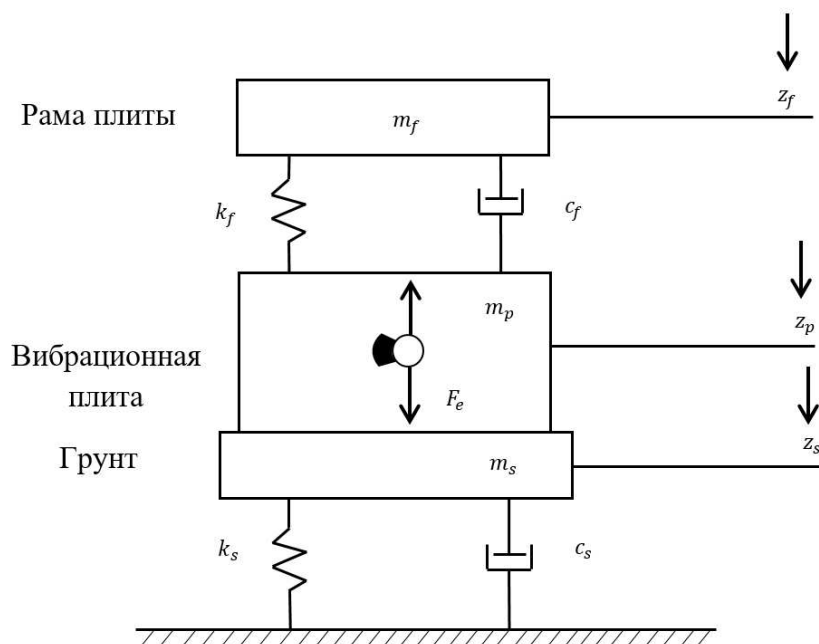 z_f
Рама плиты
m_f
k_f
c_f
m_p
z_p
Вибрационная
плита
F_e
z_s
Грунт
m_s
k_s
c_s